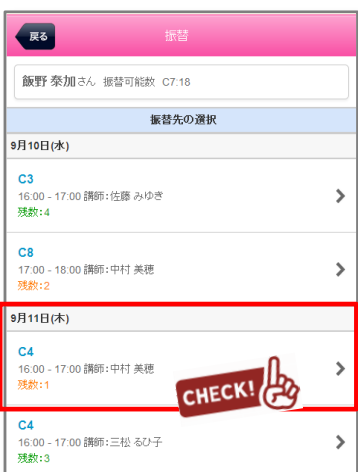 戻る
振替
飯野 泰加さん 振替可能数 C7:18
振替先の選択
9月10日(水)
C3
16:00 - 17:00 講師:佐藤 みゆき
残数:4
C8
17:00 - 18:00 講師:中村 美穂
残数:2
9月11日(木)
C4
16:00 - 17:00 講師:中村 美穂
残数:1
CHECK!
C4
16:00 - 17:00 講師:三松 るひ子
残数:3